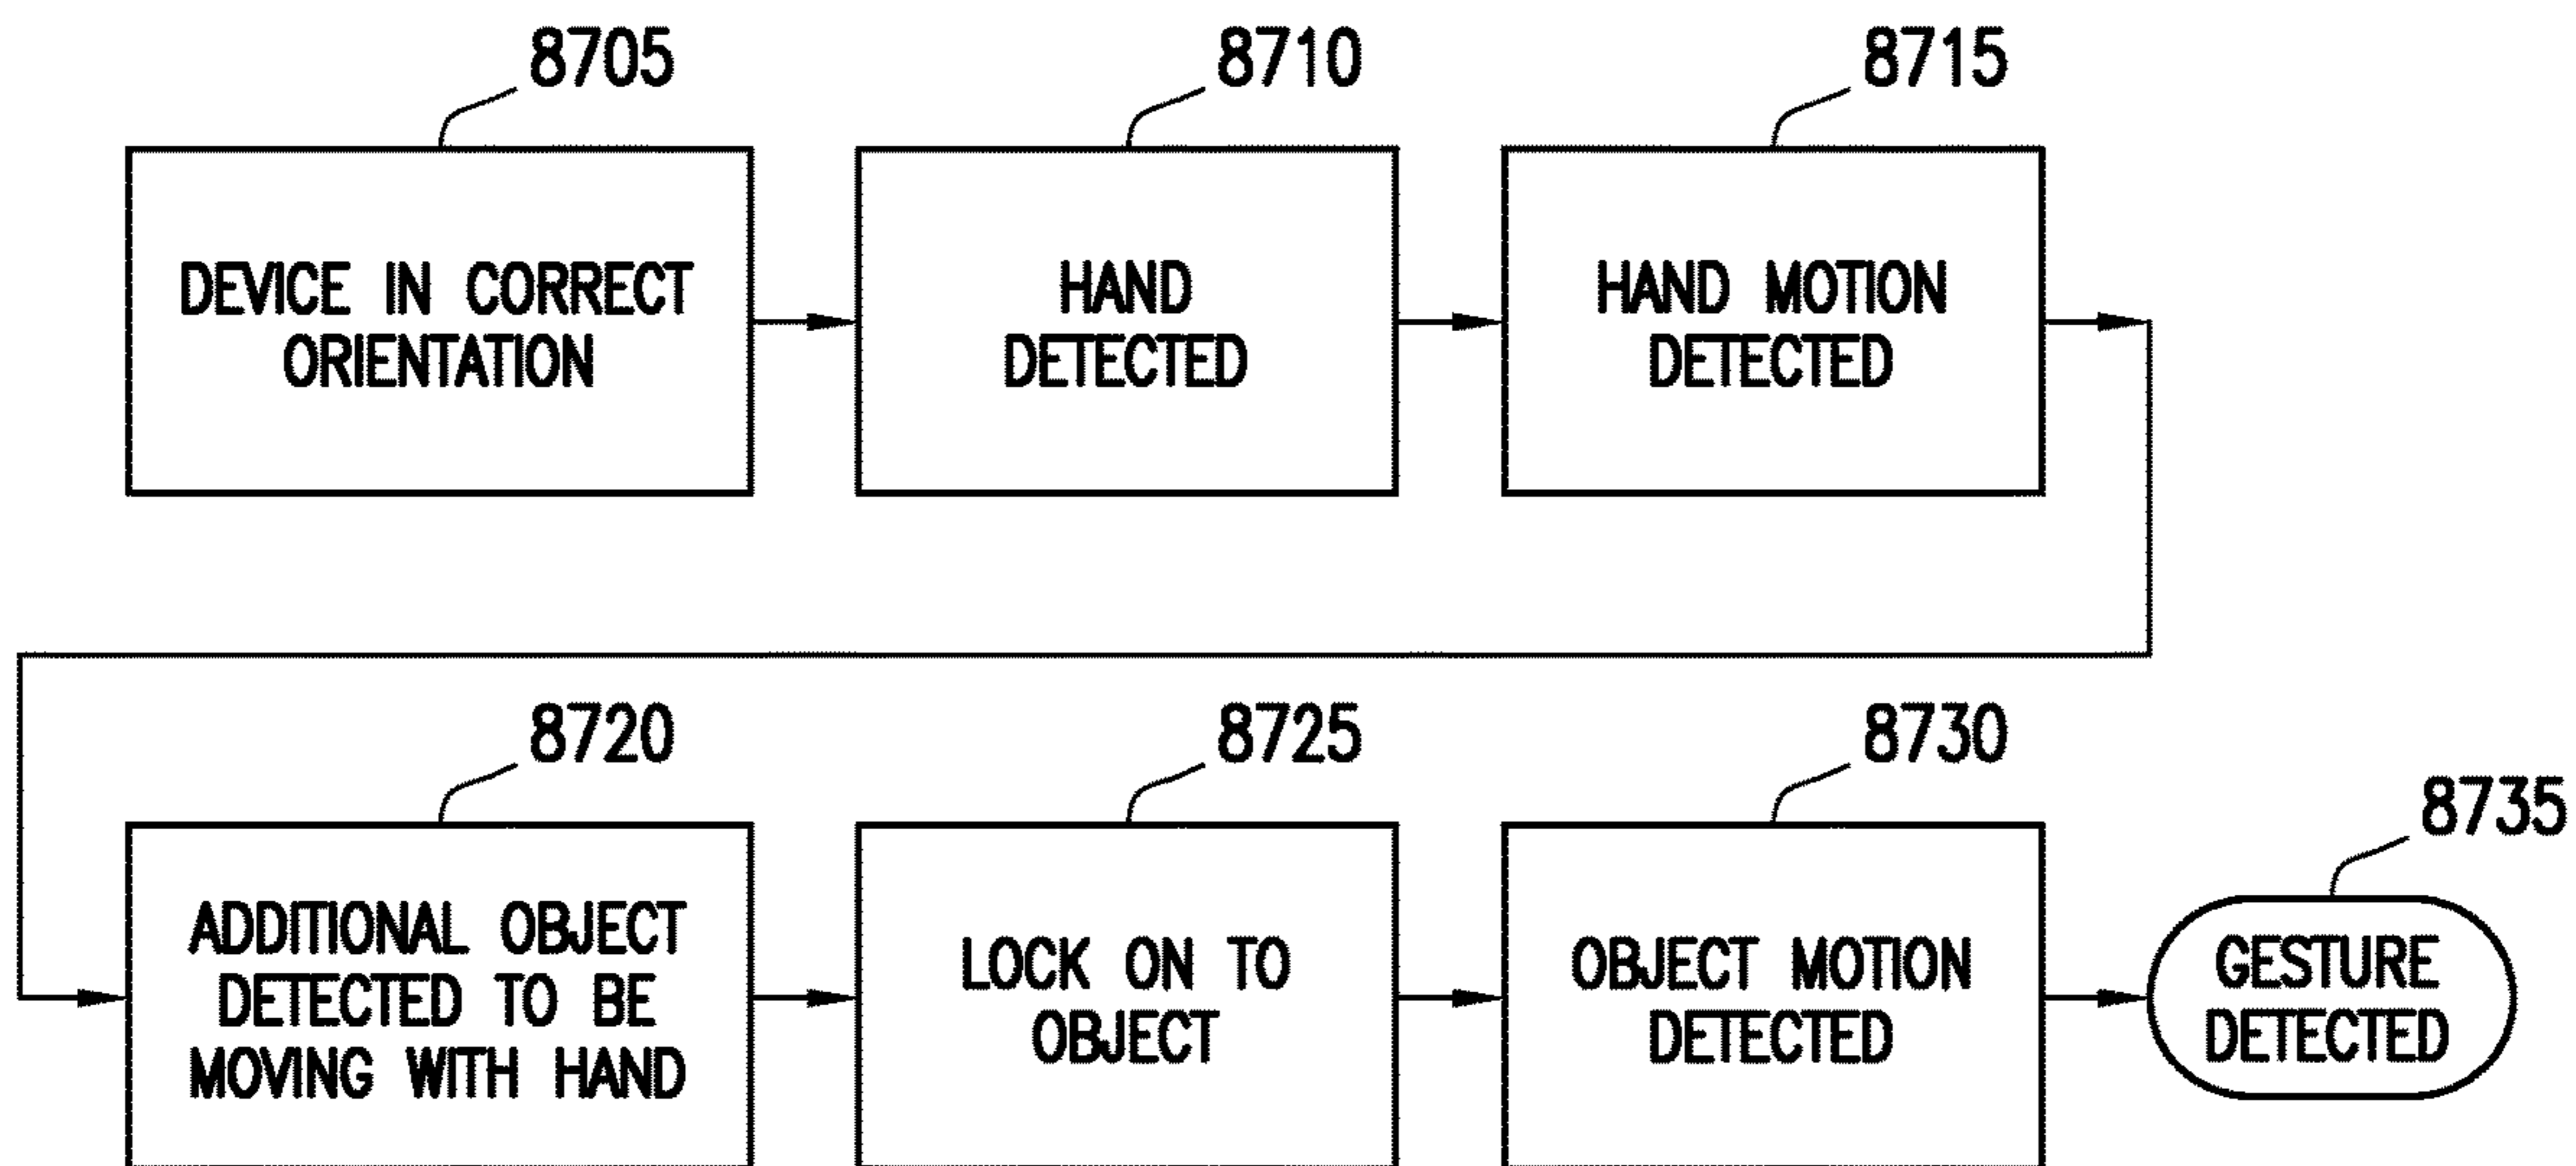 8705
8710
8715
DEVICE IN CORRECT
ORIENTATION
HAND
DETECTED
HAND MOTION
DETECTED
8720
8725
8730
8735
ADDITIONAL OBJECT
DETECTED TO BE
MOVING WITH HAND
LOCK ON TO
OBJECT
OBJECT MOTION
DETECTED
GESTURE
DETECTED